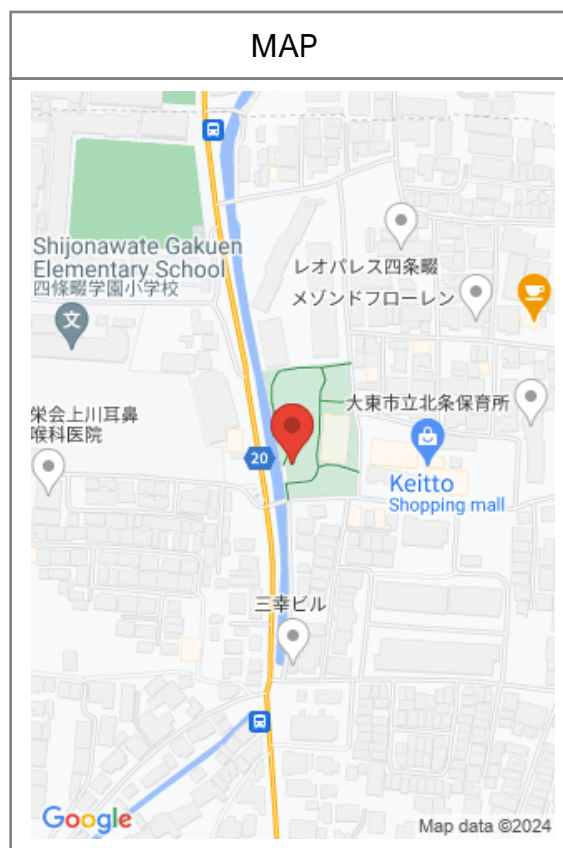 MAP
Shijonawate Gakuen
Elementary School
四條畷学園小学校
文
レオパレス四条畷
メゾンドフローレン
大東市立北条保育所
栄会上川耳鼻
喉科医院
20
Keitto
Shopping mall
三幸ビル
Google
Map data ©2024